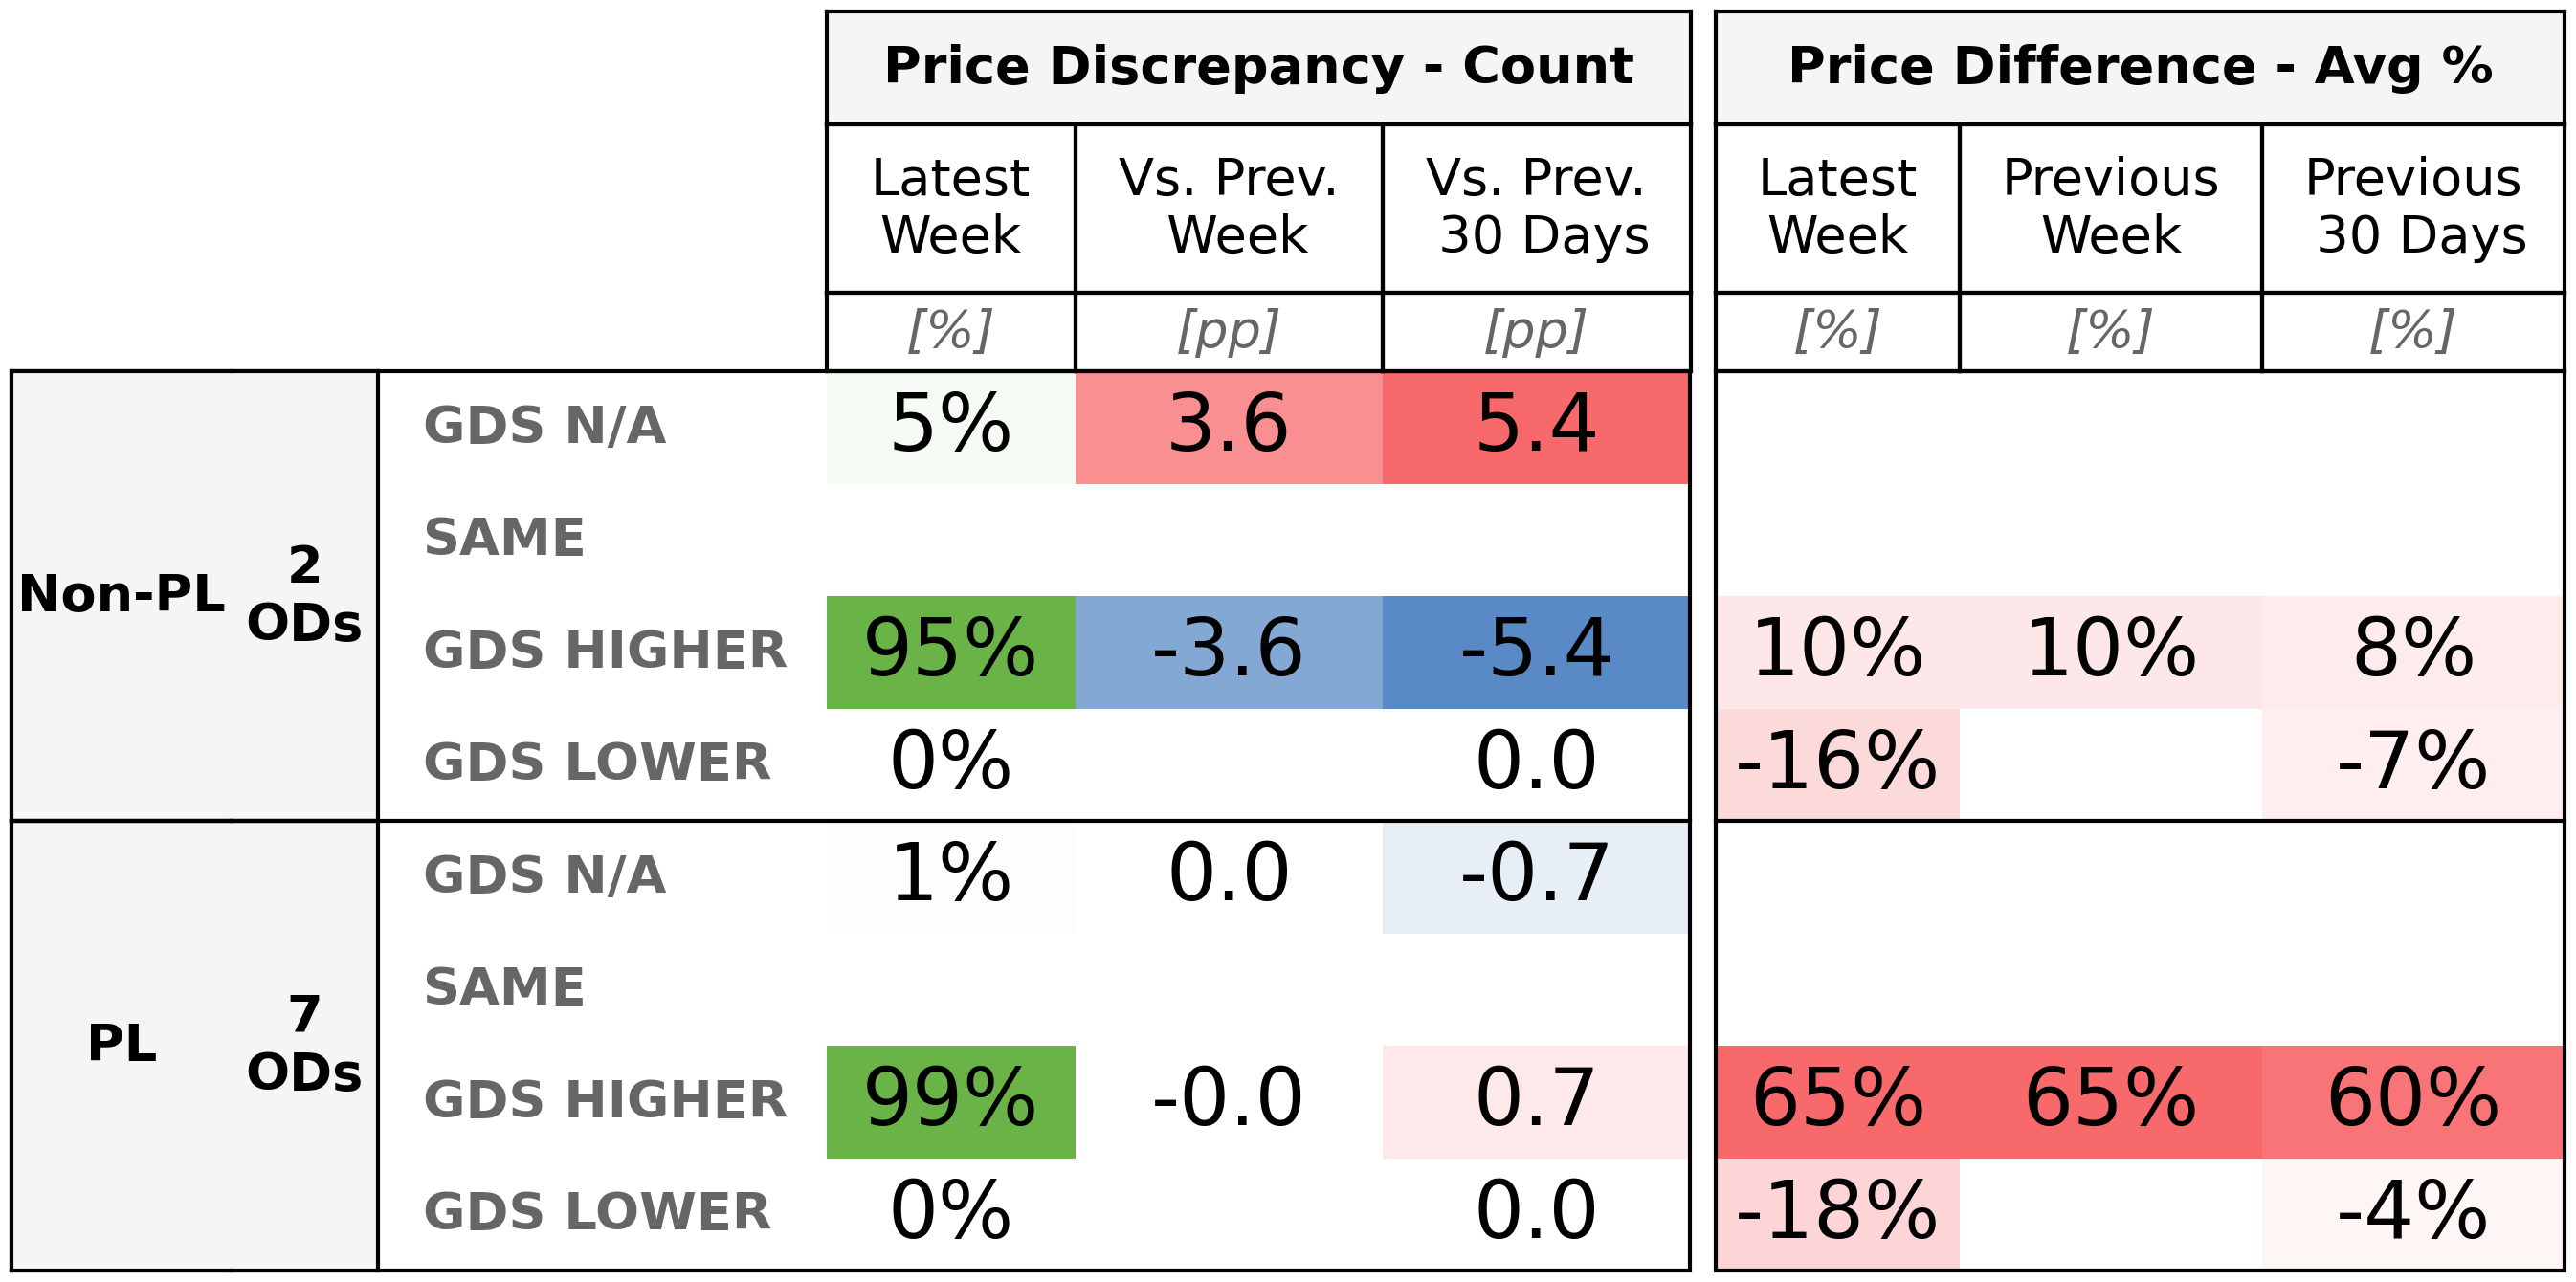 Price Discrepancy - Count Price Difference - Avg %
Latest Week Vs. Prev. Week Vs. Prev. 30 Days Latest Week Previous Week Previous 30 Days
[%] [pp] [pp] [%] [%] [%]
Non-PL 2 ODs
GDS N/A 5% 3.6 5.4
SAME
GDS HIGHER 95% -3.6 -5.4 10% 10% 8%
GDS LOWER 0% 0.0 -16% -7%
PL 7 ODs
GDS N/A 1% 0.0 -0.7
SAME
GDS HIGHER 99% -0.0 0.7 65% 65% 60%
GDS LOWER 0% 0.0 -18% -4%